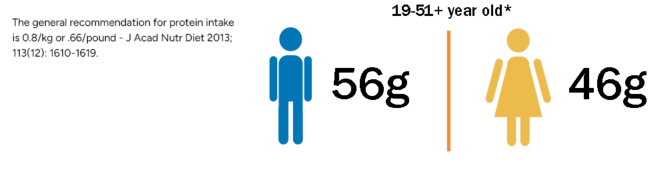 The general recommendation for protein intake
is 0.8/kg or .66/pound - J Acad Nutr Diet 2013;
113(12): 1610-1619.
19-51+ year old*
56g
46g